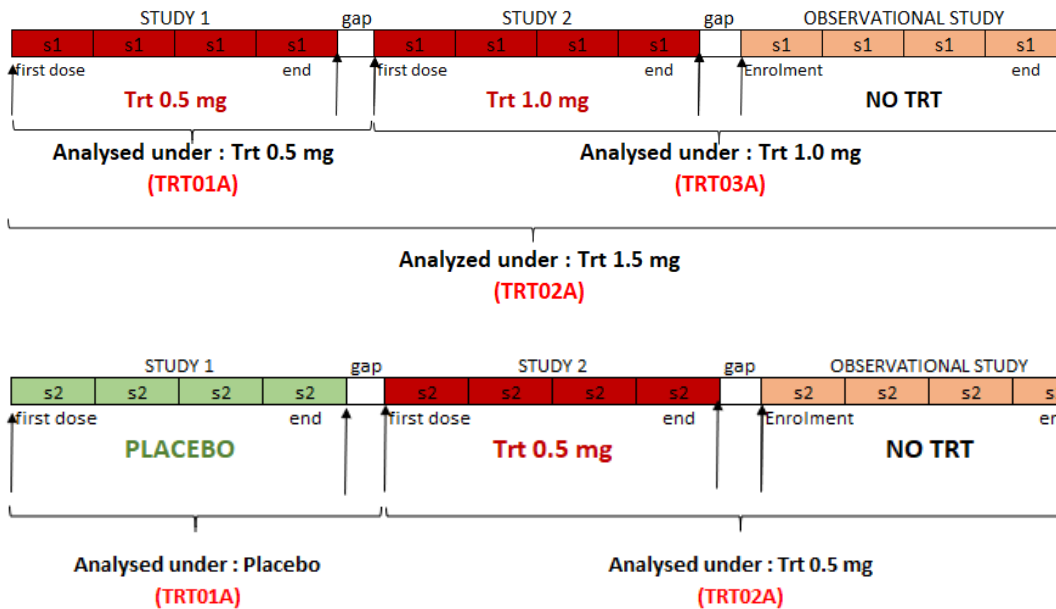 STUDY 1 gap STUDY 2 gap OBSERVATIONAL STUDY
s1 s1 s1 s1 s1 s1 s1 s1 s1 s1 s1 s1
first dose end first dose end Enrolment end
Trt 0.5 mg Trt 1.0 mg NO TRT
Analysed under : Trt 0.5 mg Analysed under : Trt 1.0 mg
(TRT01A) (TRT03A)
Analyzed under : Trt 1.5 mg
(TRT02A)
STUDY 1 gap STUDY 2 gap OBSERVATIONAL STUDY
s2 s2 s2 s2 s2 s2 s2 s2 s2 s2 s2
first dose end first dose end Enrolment
PLACEBO Trt 0.5 mg NO TRT
Analysed under : Placebo Analysed under : Trt 0.5 mg
(TRT01A) (TRT02A)